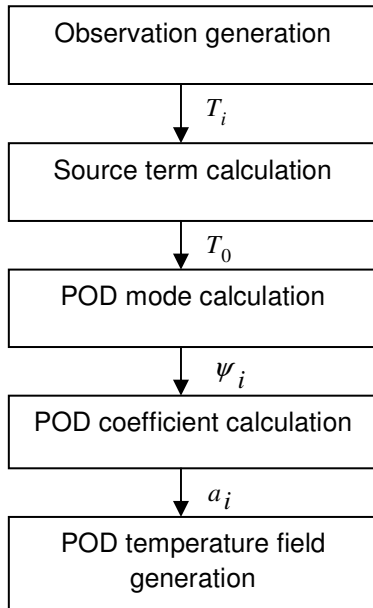 Observation generation
T_i
Source term calculation
T_0
POD mode calculation
ψ_i
POD coefficient calculation
a_i
POD temperature field
generation